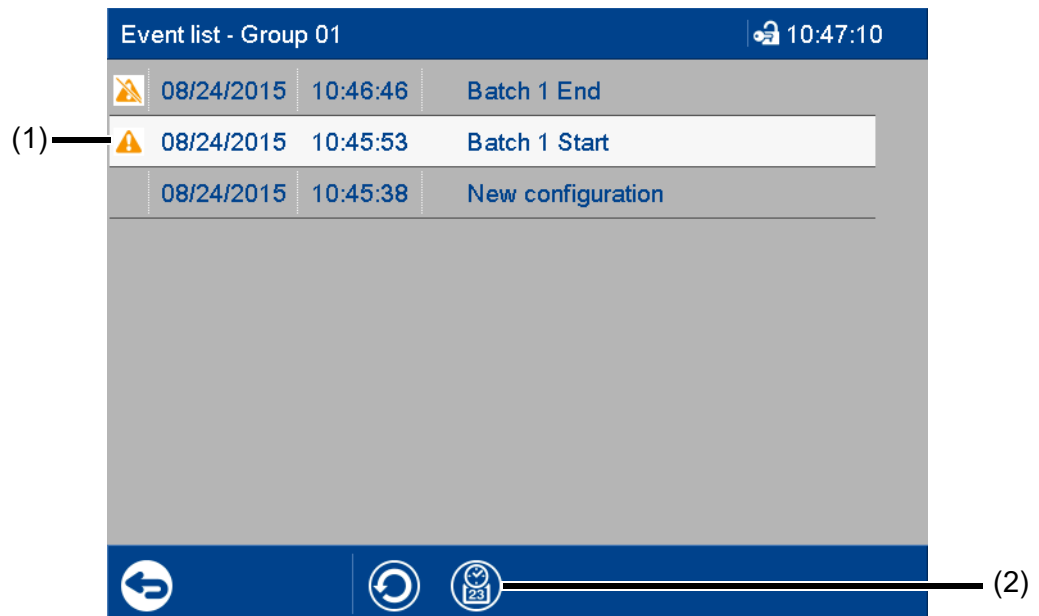 Event list - Group 01 10:47:10
08/24/2015 10:46:46 Batch 1 End
(1) 08/24/2015 10:45:53 Batch 1 Start
08/24/2015 10:45:38 New configuration
23 (2)